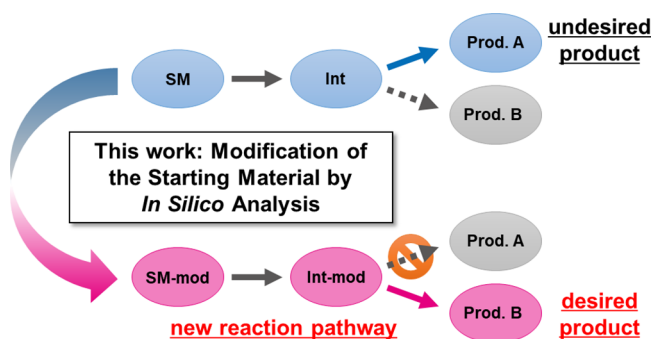 Prod. A
undesired
product
SM
Int
Prod. B
This work: Modification of
the Starting Material by
In Silico Analysis
Prod. A
SM-mod
Int-mod
Prod. B
desired
product
new reaction pathway